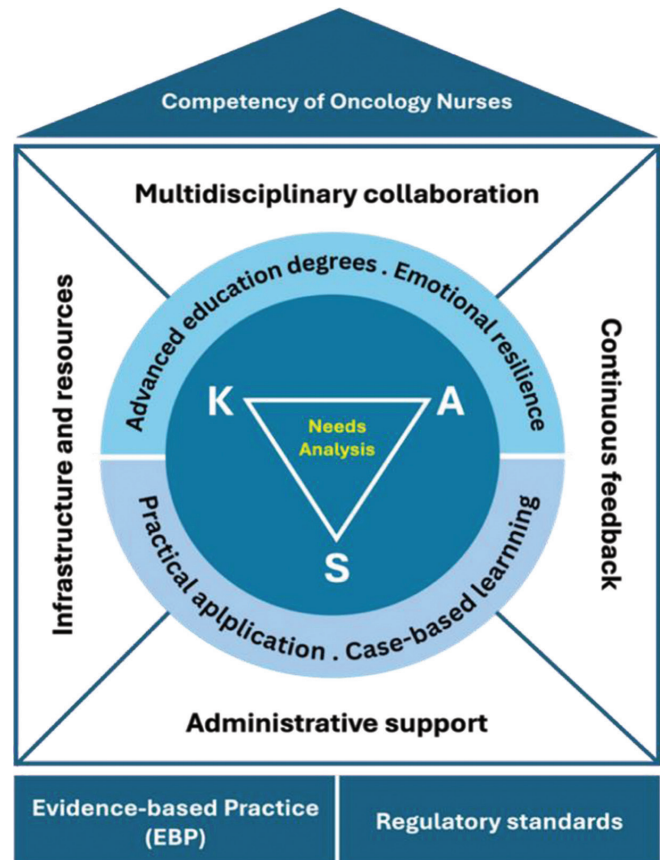 Competency of Oncology Nurses
Multidisciplinary collaboration
Infrastructure and resources
Advanced education degrees . Emotional resilience
Continuous feedback
K
A
Needs
Analysis
S
Practical aplplication . Case-based learnning
Administrative support
Evidence-based Practice
(EBP)
Regulatory standards